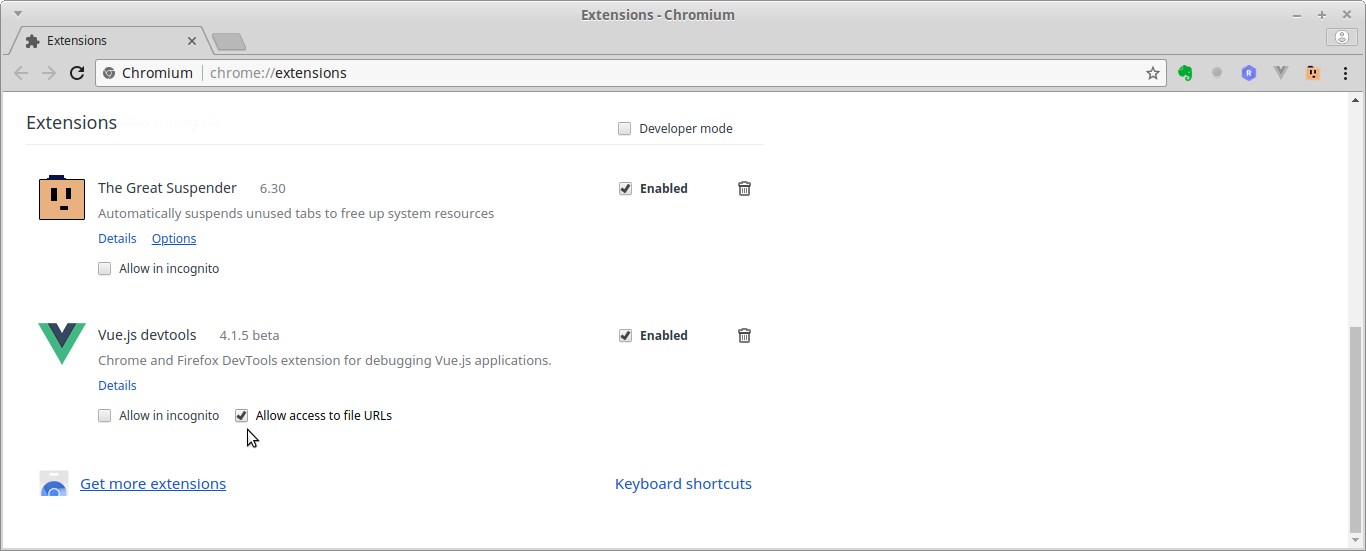 Extensions - Chromium
Extensions
Chromium chrome://extensions
Extensions
Developer mode
The Great Suspender 6.30 Enabled
Automatically suspends unused tabs to free up system resources
Details Options
Allow in incognito
Vue.js devtools 4.1.5 beta Enabled
Chrome and Firefox DevTools extension for debugging Vue.js applications.
Details
Allow in incognito Allow access to file URLs
Get more extensions Keyboard shortcuts